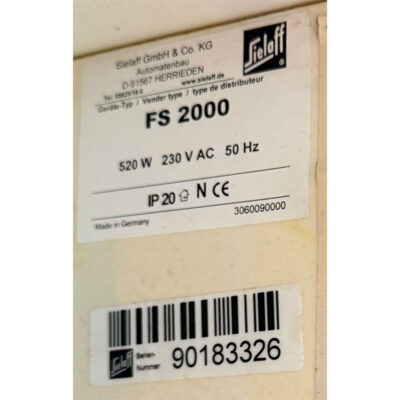 Sielaff GmbH & Co. KG
Automatenbau
D-91567 HERRIEDEN
www.sielaff.de
Sielaff
®
Geräte-Typ / Vender type / type de distributeur
FS 2000
520 W 230 V AC 50 Hz
IP 20 N CE
Made in Germany
3060090000
Sielaff
Serien-
Nummer
90183326